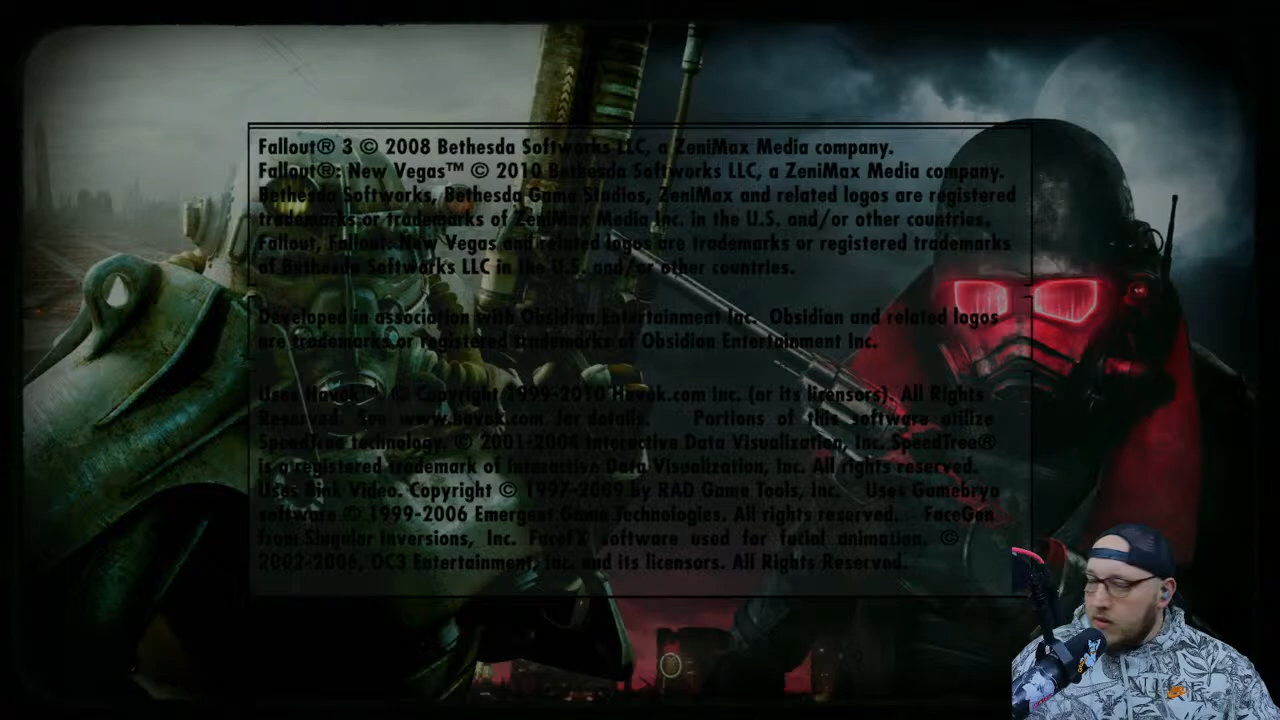 Fallout® 3 © 2008 Bethesda Softworks LLC, a ZeniMax Media company.
Fallout®: New Vegas™ © 2010 Bethesda Softworks LLC, a ZeniMax Media company.
Bethesda Softworks, Bethesda Game Studios, ZeniMax and related logos are registered
trademarks or trademarks of ZeniMax Media Inc. in the U.S. and/or other countries.
Fallout, Fallout: New Vegas and related logos are trademarks or registered trademarks
of Bethesda Softworks LLC in the U.S. and/or other countries.
Developed in association with Obsidian Entertainment Inc. Obsidian and related logos
are trademarks or registered trademarks of Obsidian Entertainment Inc.
Uses Havok™ © Copyright 1999-2010 Havok.com Inc. (or its licensors). All Rights
Reserved. See www.havok.com for details. Portions of this software utilize
SpeedTree technology. © 2001-2004 Interactive Data Visualization, Inc. SpeedTree®
is a registered trademark of Interactive Data Visualization, Inc. All rights reserved.
Uses Bink Video. Copyright © 1997-2009 by RAD Game Tools, Inc. Uses Gamebryo
software © 1999-2006 Emergent Game Technologies. All rights reserved. FaceGen
from Singular Inversions, Inc. FaceFX software used for facial animation. ©
2002-2006, OC3 Entertainment, Inc. and its licensors. All Rights Reserved.